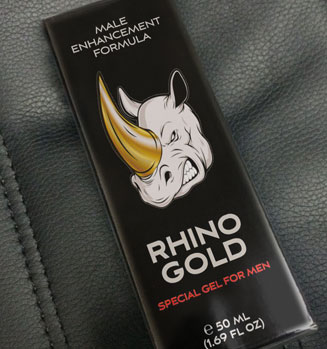 MALE
ENHANCEMENT
FORMULA
RHINO
GOLD
SPECIAL GEL FOR MEN
℮ 50 ML
(1.69 FL OZ)